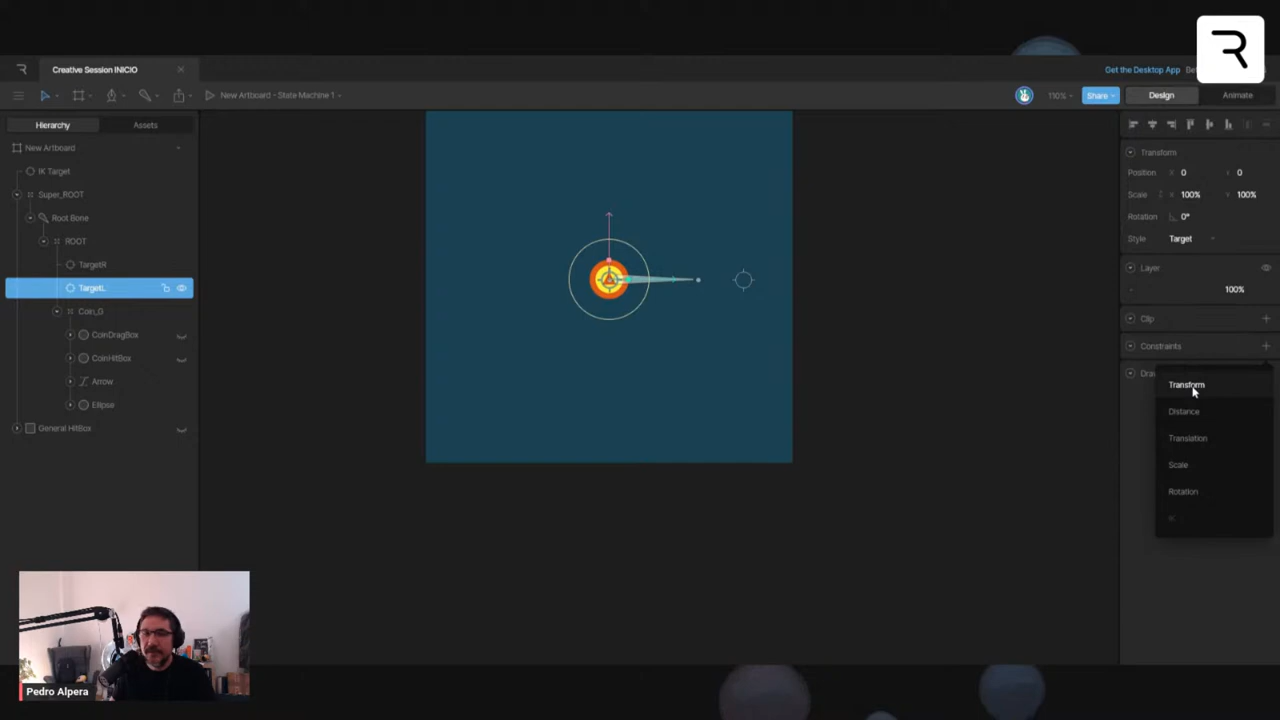 Creative Session INICIO
Get the Desktop App
New Artboard - State Machine 1
110%
Share
Design
Animate
Hierarchy
Assets
New Artboard
IK Target
Super_ROOT
Root Bone
ROOT
TargetR
TargetL
Coin_G
CoinDragBox
CoinHitBox
Arrow
Ellipse
General HitBox
Transform
Position X 0 Y 0
Scale 100% 100%
Rotation 0°
Style Target
Layer
100%
Clip
Constraints
Transform
Distance
Translation
Scale
Rotation
Pedro Alpera